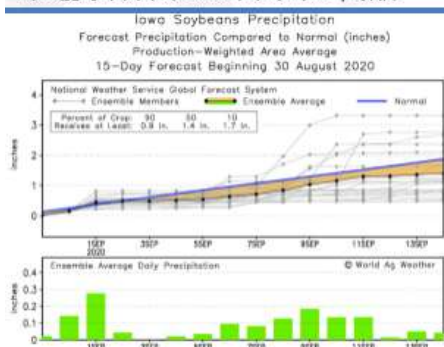 Iowa Soybeans Precipitation
Forecast Precipitation Compared to Normal (inches)
Production-Weighted Area Average
15-Day Forecast Beginning 30 August 2020
National Weather Service Global Forecast System
Ensemble Members Ensemble Average Normal
Percent of Crop: 90 50 10
Receives at Least: 0.9 in. 1.4 in. 1.7 in.
4
3
2
1
0
inches
1SEP 3SEP 5SEP 7SEP 9SEP 11SEP 13SEP
2020
Ensemble Average Daily Precipitation © World Ag Weather
0.4
0.3
0.2
0.1
0
inches